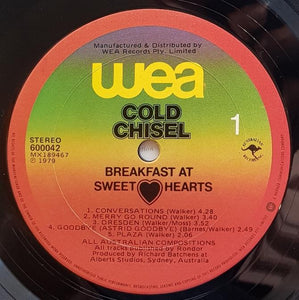 Manufactured & Distributed by
WEA Records Pty. Limited
wea
COLD
CHISEL
STEREO
600042
MX189467
Ⓟ 1979
1
BREAKFAST AT
SWEET HEARTS
1. CONVERSATIONS (Walker) 4.28
2. MERRY GO ROUND (Walker) 3.40
3. DRESDEN (Walker/Moss) 3.52
4. GOODBYE (ASTRID GOODBYE) (Barnes/Walker) 2.49
5. PLAZA (Walker) 2.06
ALL AUSTRALIAN COMPOSITIONS
All tracks published by Rondor
Produced by Richard Batchens at
Alberts Studios, Sydney, Australia